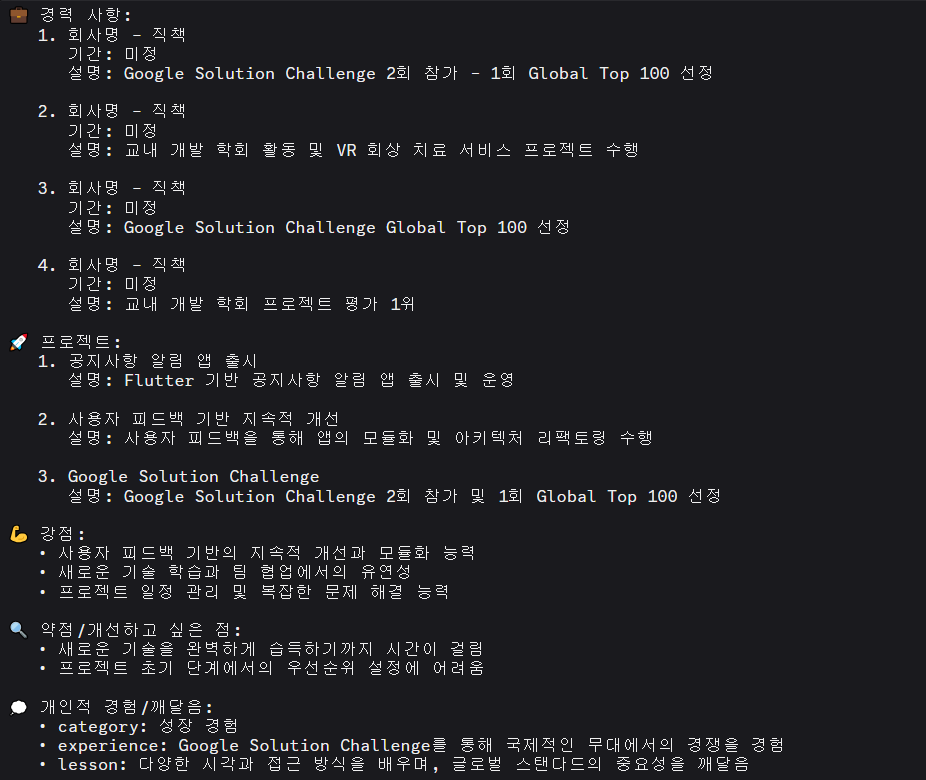 💼 경력 사항:
1. 회사명 - 직책
기간: 미정
설명: Google Solution Challenge 2회 참가 - 1회 Global Top 100 선정
2. 회사명 - 직책
기간: 미정
설명: 교내 개발 학회 활동 및 VR 회상 치료 서비스 프로젝트 수행
3. 회사명 - 직책
기간: 미정
설명: Google Solution Challenge Global Top 100 선정
4. 회사명 - 직책
기간: 미정
설명: 교내 개발 학회 프로젝트 평가 1위
🚀 프로젝트:
1. 공지사항 알림 앱 출시
설명: Flutter 기반 공지사항 알림 앱 출시 및 운영
2. 사용자 피드백 기반 지속적 개선
설명: 사용자 피드백을 통해 앱의 모듈화 및 아키텍처 리팩토링 수행
3. Google Solution Challenge
설명: Google Solution Challenge 2회 참가 및 1회 Global Top 100 선정
💪 강점:
• 사용자 피드백 기반의 지속적 개선과 모듈화 능력
• 새로운 기술 학습과 팀 협업에서의 유연성
• 프로젝트 일정 관리 및 복잡한 문제 해결 능력
🔍 약점/개선하고 싶은 점:
• 새로운 기술을 완벽하게 습득하기까지 시간이 걸림
• 프로젝트 초기 단계에서의 우선순위 설정에 어려움
💭 개인적 경험/깨달음:
• category: 성장 경험
• experience: Google Solution Challenge를 통해 국제적인 무대에서의 경쟁을 경험
• lesson: 다양한 시각과 접근 방식을 배우며, 글로벌 스탠다드의 중요성을 깨달음